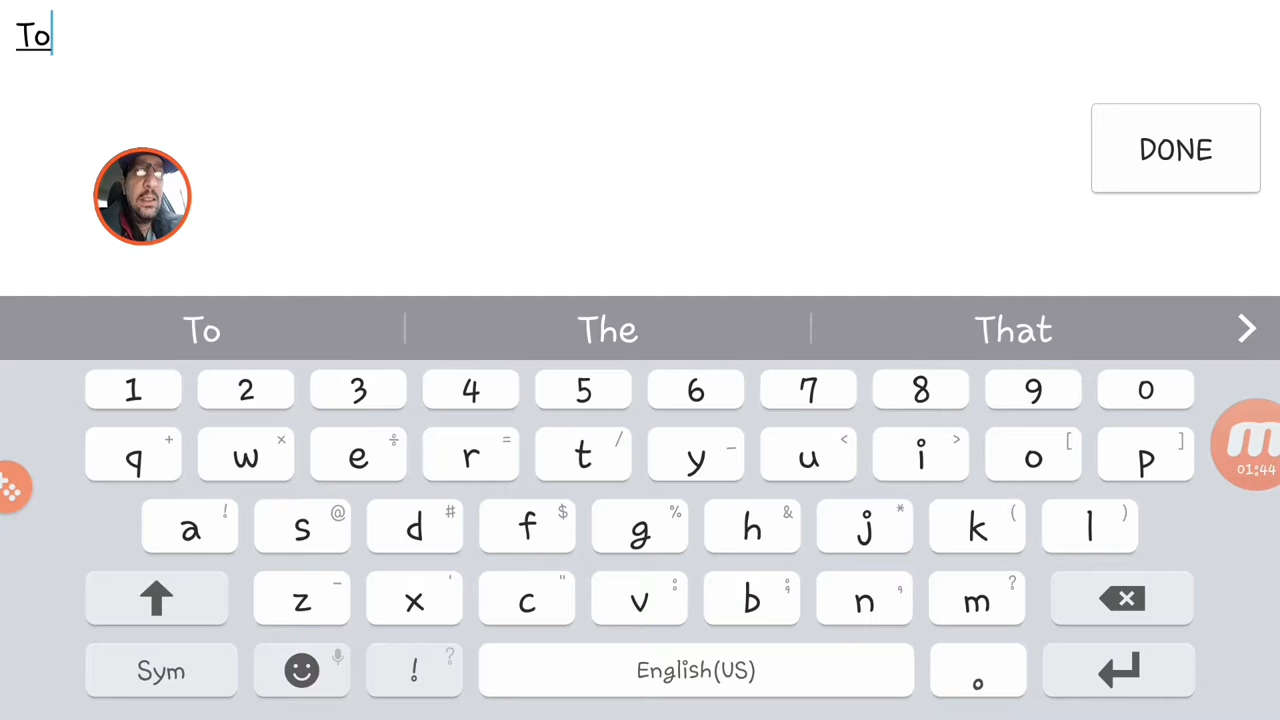 To
DONE
To The That
1 2 3 4 5 6 7 8 9 0
q + w × e ÷ r = t / y _ u < i > o [ p ]
01:44
a ! s @ d # f $ g % h & j * k ( l )
z - x ' c " v : b ; n , m ?
Sym ! ? English(US) .